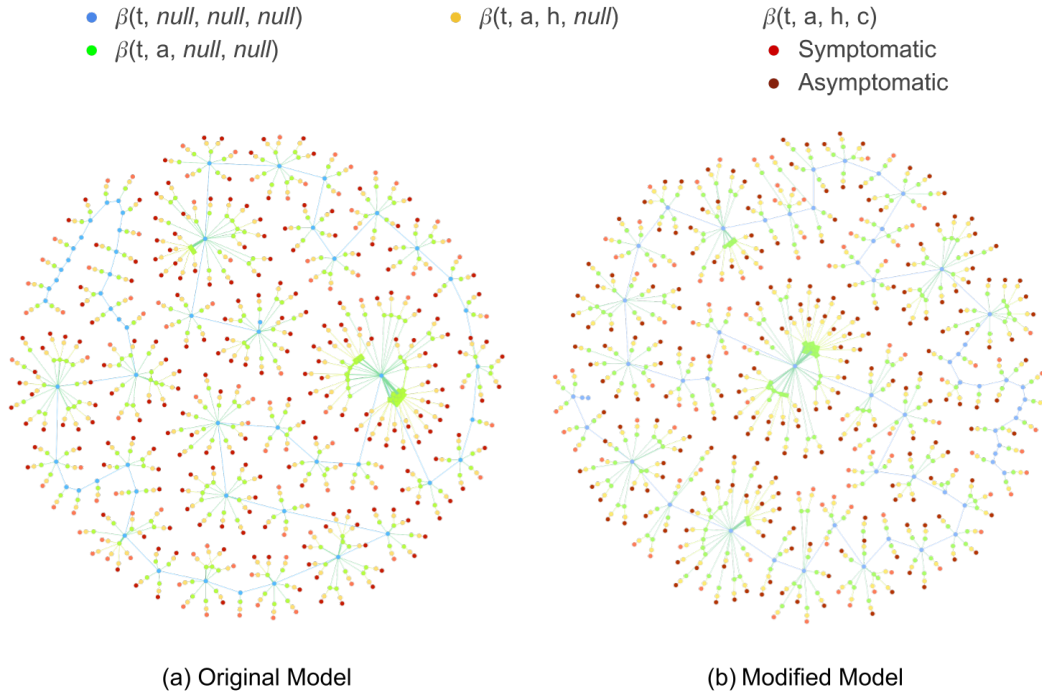 β(t, null, null, null)
β(t, a, null, null)
β(t, a, h, null)
β(t, a, h, c)
Symptomatic
Asymptomatic
(a) Original Model
(b) Modified Model